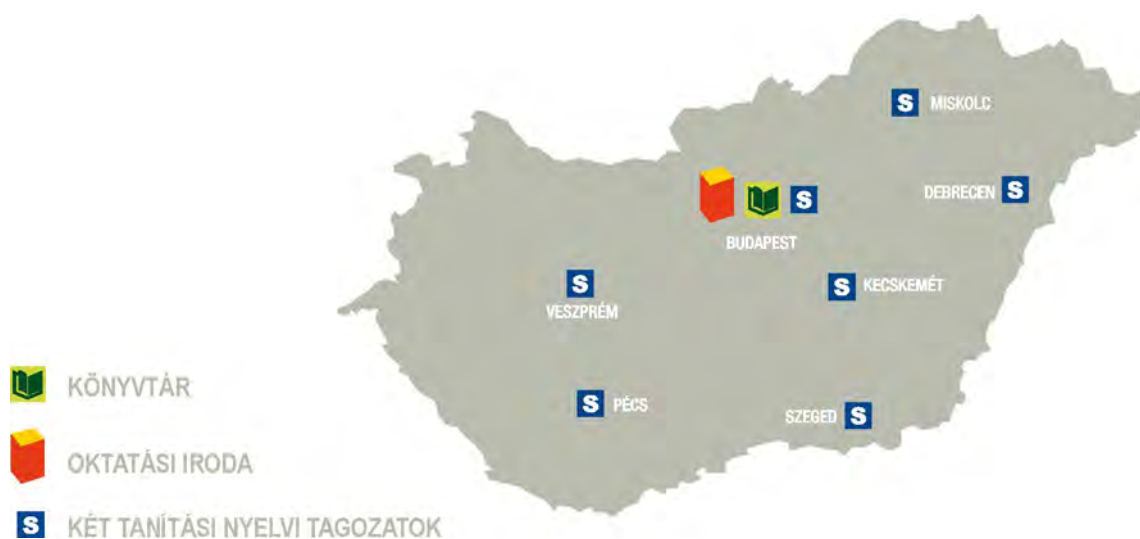 S MISKOLC
DEBRECEN S
S
BUDAPEST
S KECSKEMÉT
S
VESZPRÉM
S PÉCS
SZEGED S
KÖNYVTÁR
OKTATÁSI IRODA
S KÉT TANÍTÁSI NYELVI TAGOZATOK